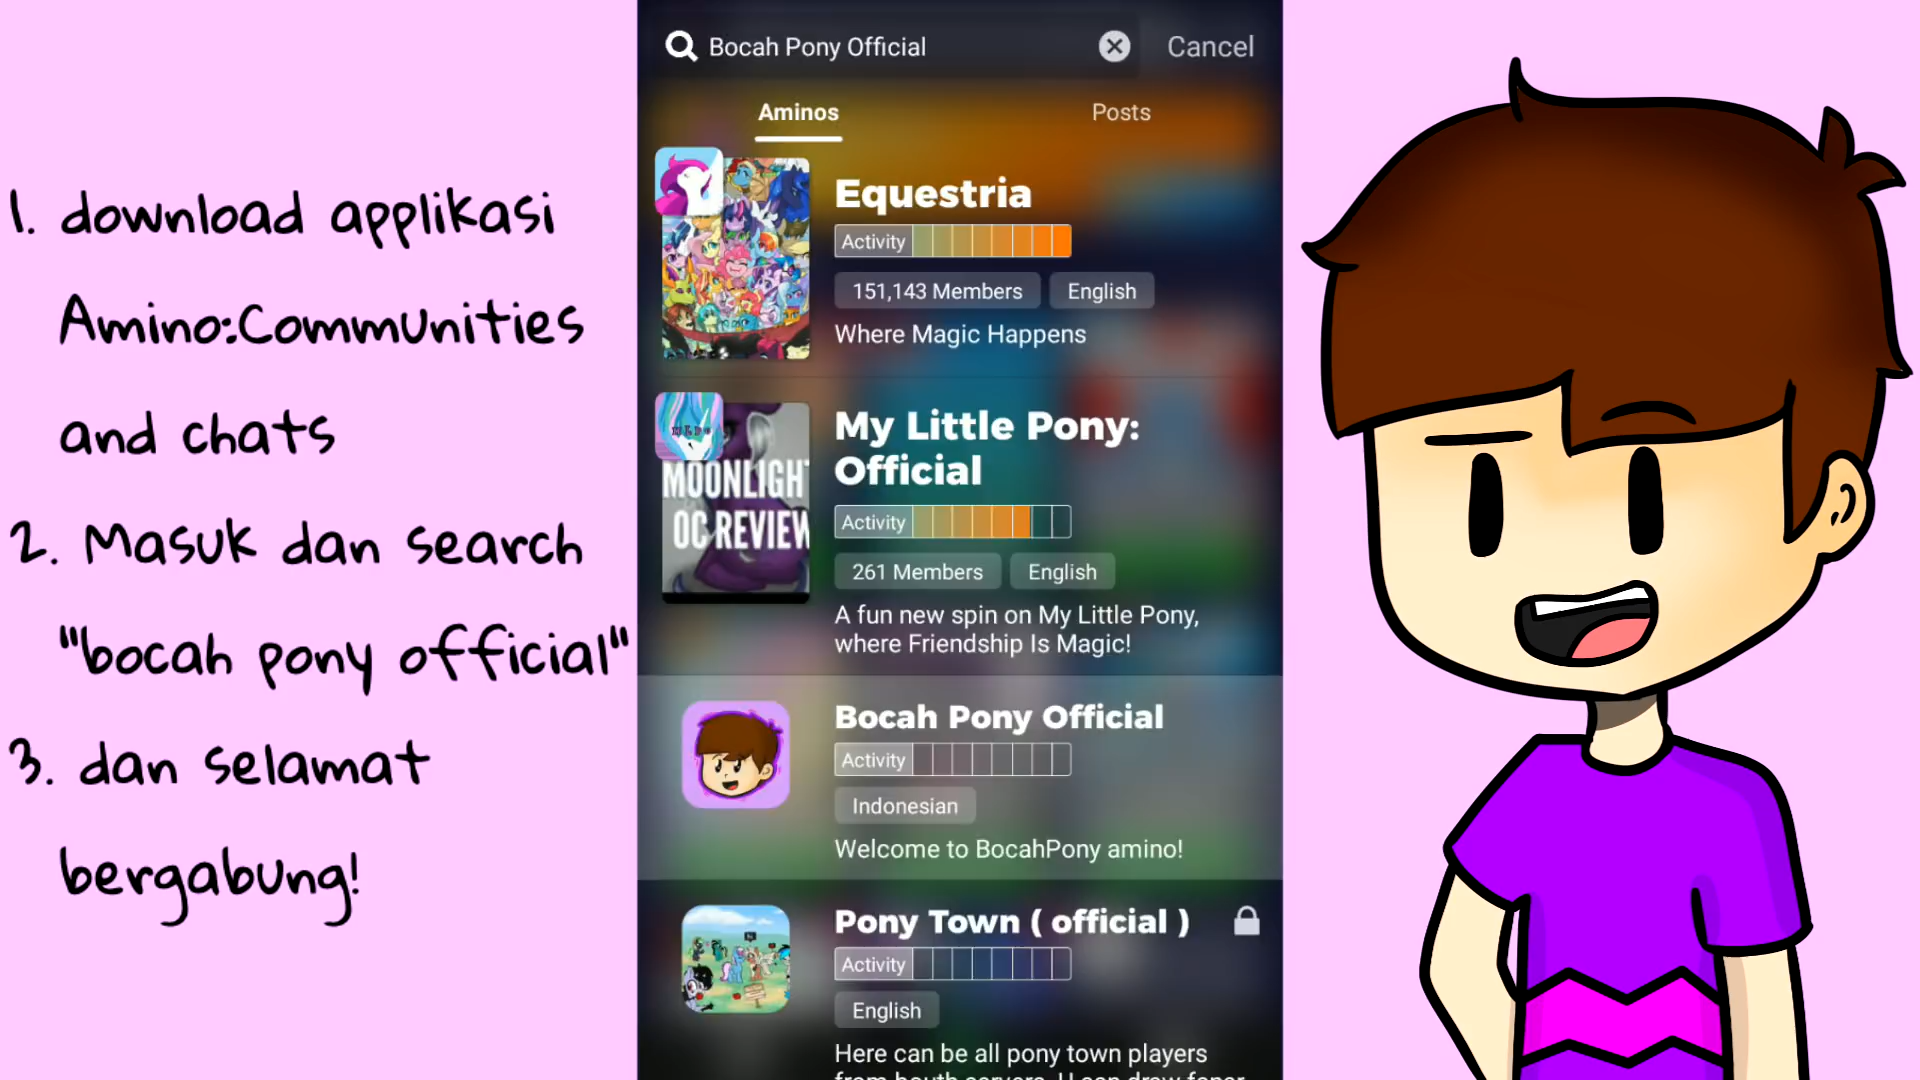 1. download applikasi
Amino:Communities
and chats
2. Masuk dan search
"bocah pony official"
3. dan selamat
bergabung!
Bocah Pony Official
Cancel
Aminos
Posts
Equestria
Activity
151,143 Members
English
Where Magic Happens
MOONLIGHT
OC REVIEW
My Little Pony:
Official
Activity
261 Members
English
A fun new spin on My Little Pony,
where Friendship Is Magic!
Bocah Pony Official
Activity
Indonesian
Welcome to BocahPony amino!
Pony Town ( official )
Activity
English
Here can be all pony town players